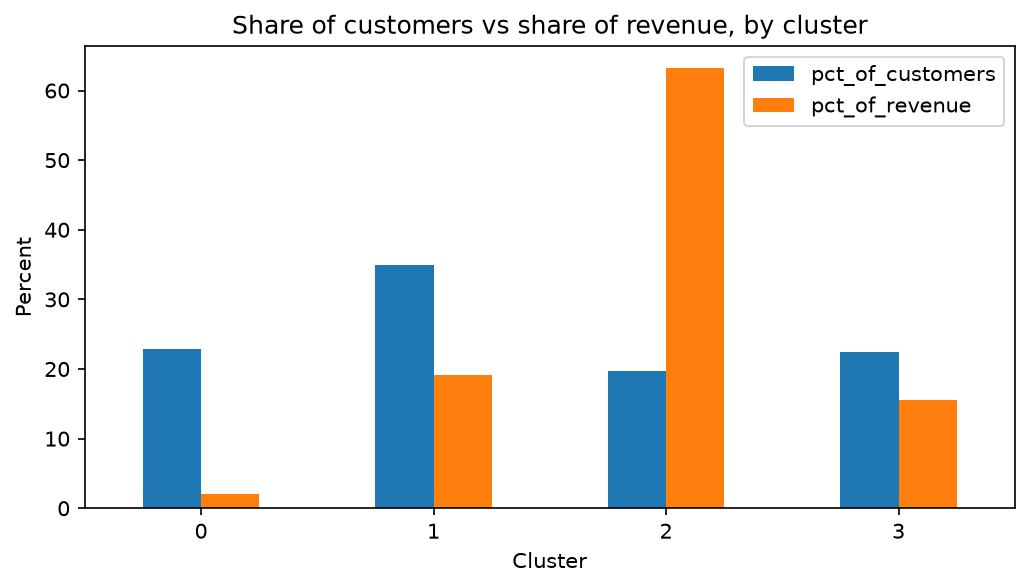 Share of customers vs share of revenue, by cluster
pct_of_customers
pct_of_revenue
Percent
60
50
40
30
20
10
0
0 1 2 3
Cluster